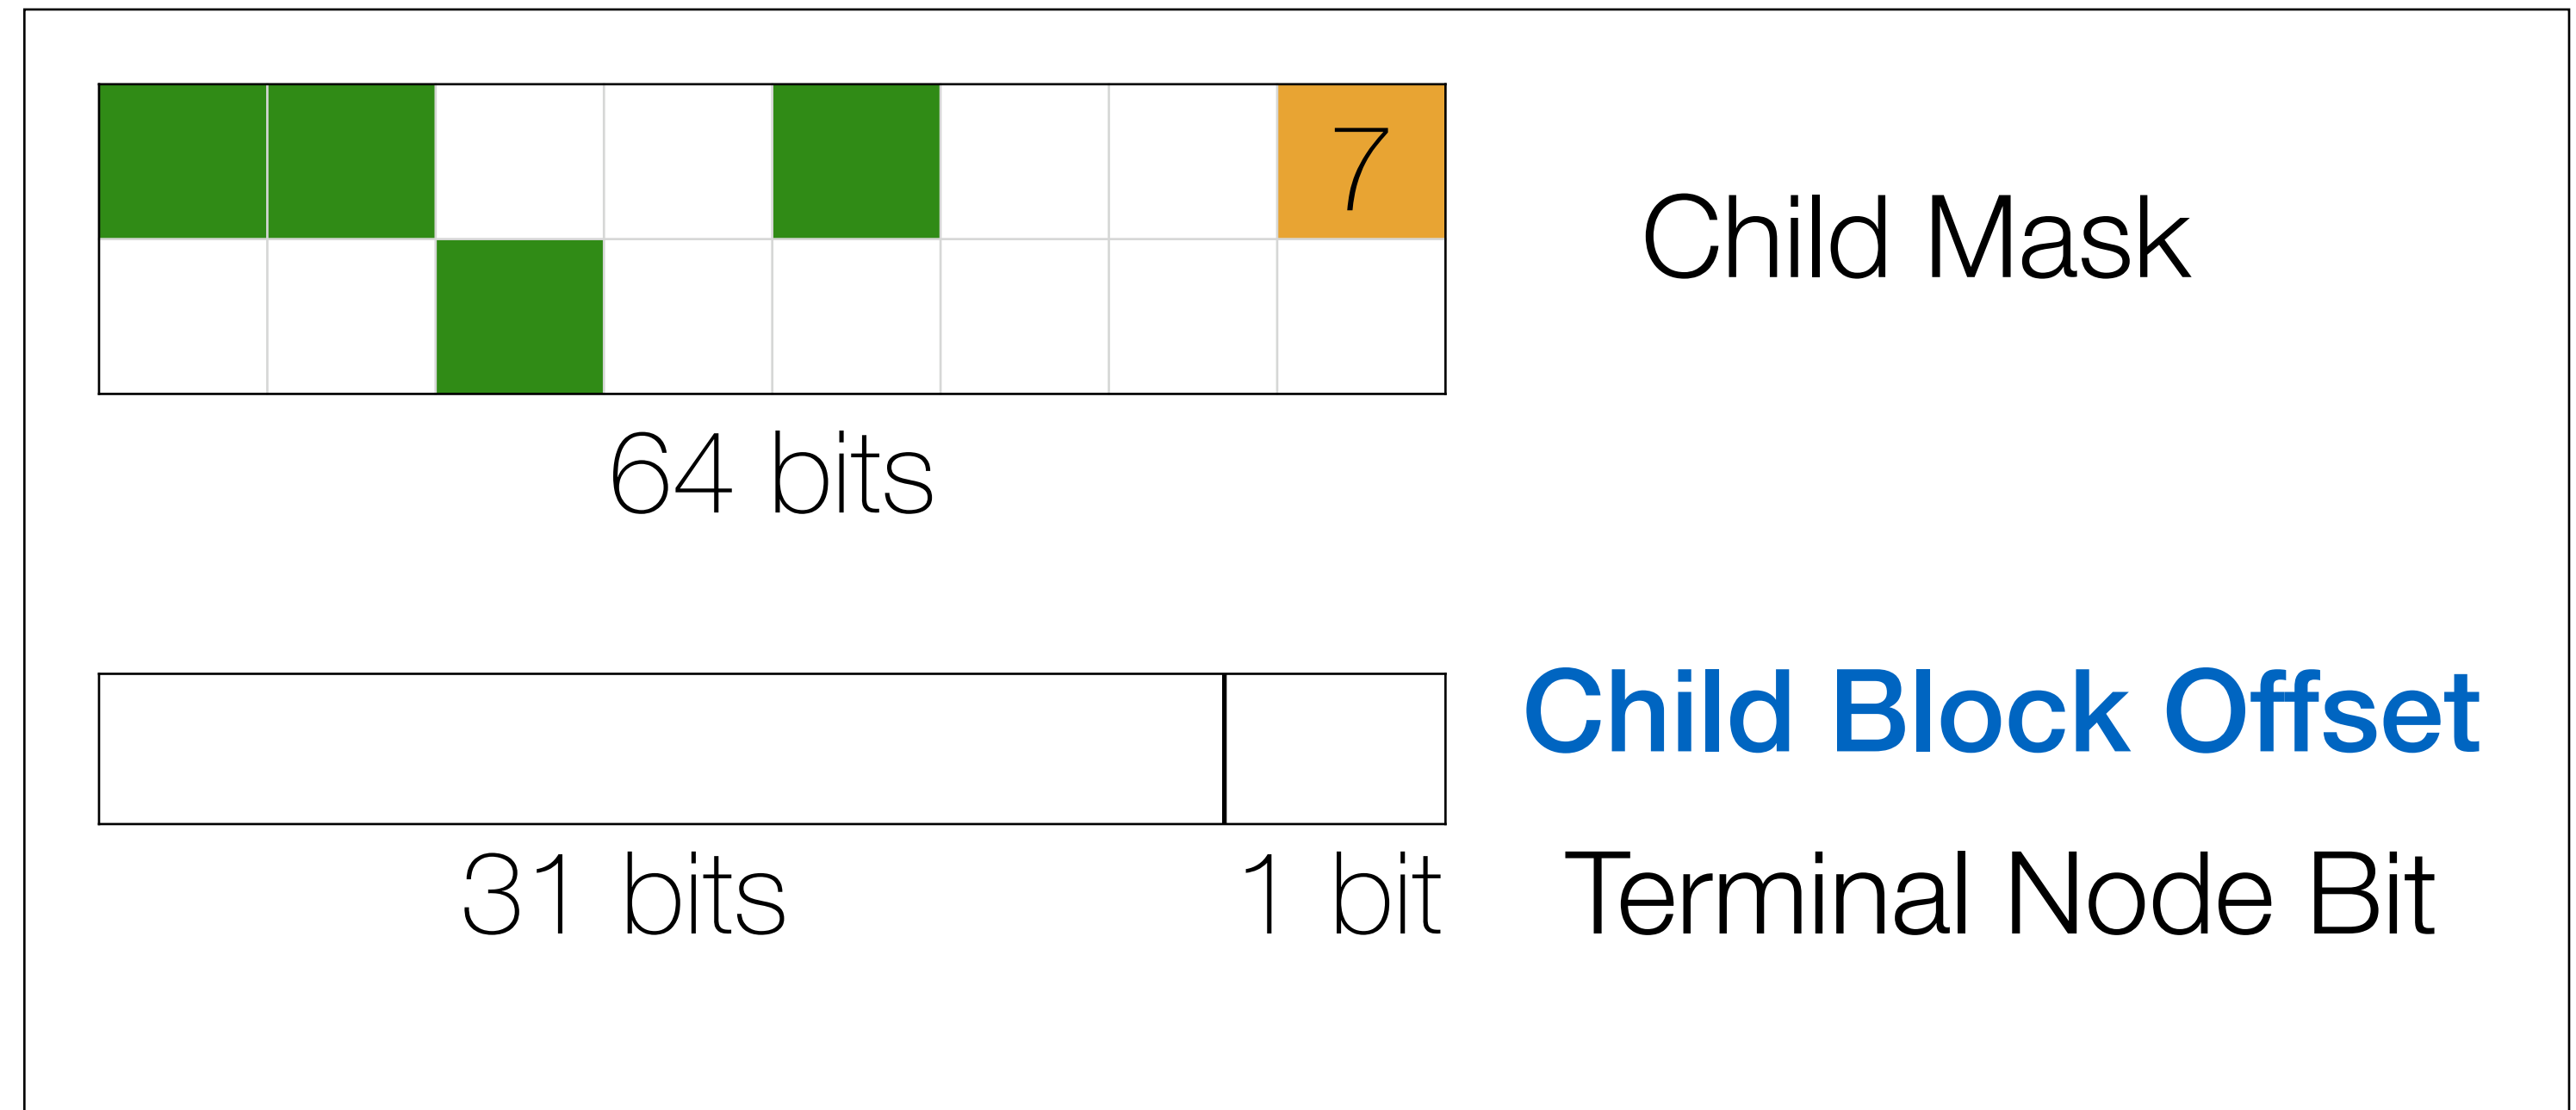 7
Child Mask
64 bits
Child Block Offset
31 bits
1 bit
Terminal Node Bit